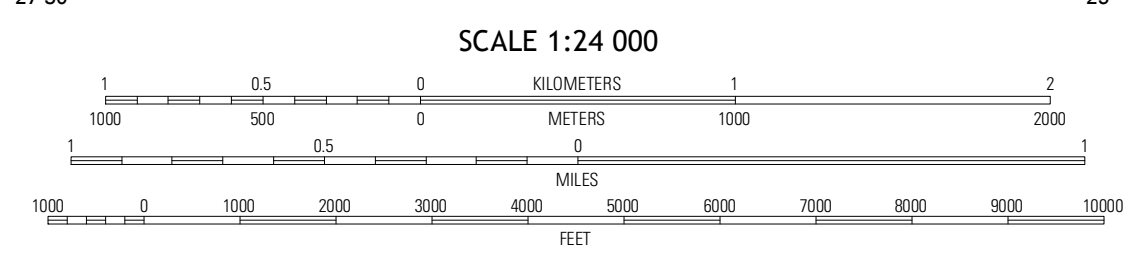 SCALE 1:24 000
1 0.5 0 KILOMETERS 1 2
1000 500 0 METERS 1000 2000
1 0.5 0 1
MILES
1000 0 1000 2000 3000 4000 5000 6000 7000 8000 9000 10000
FEET